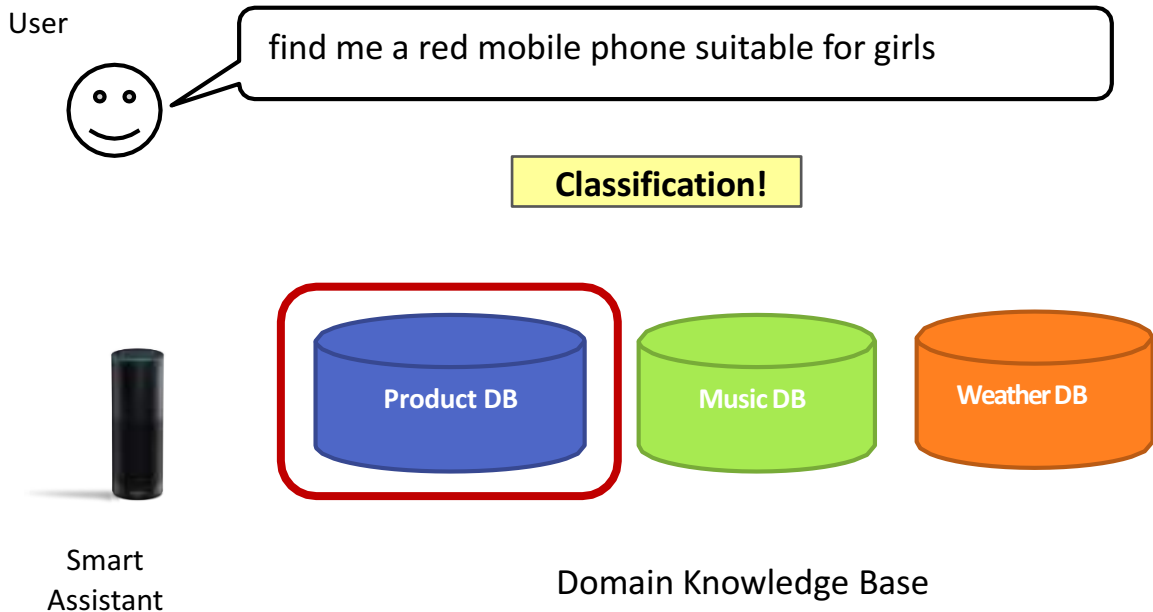 User
find me a red mobile phone suitable for girls
Classification!
Product DB
Music DB
Weather DB
Smart
Assistant
Domain Knowledge Base